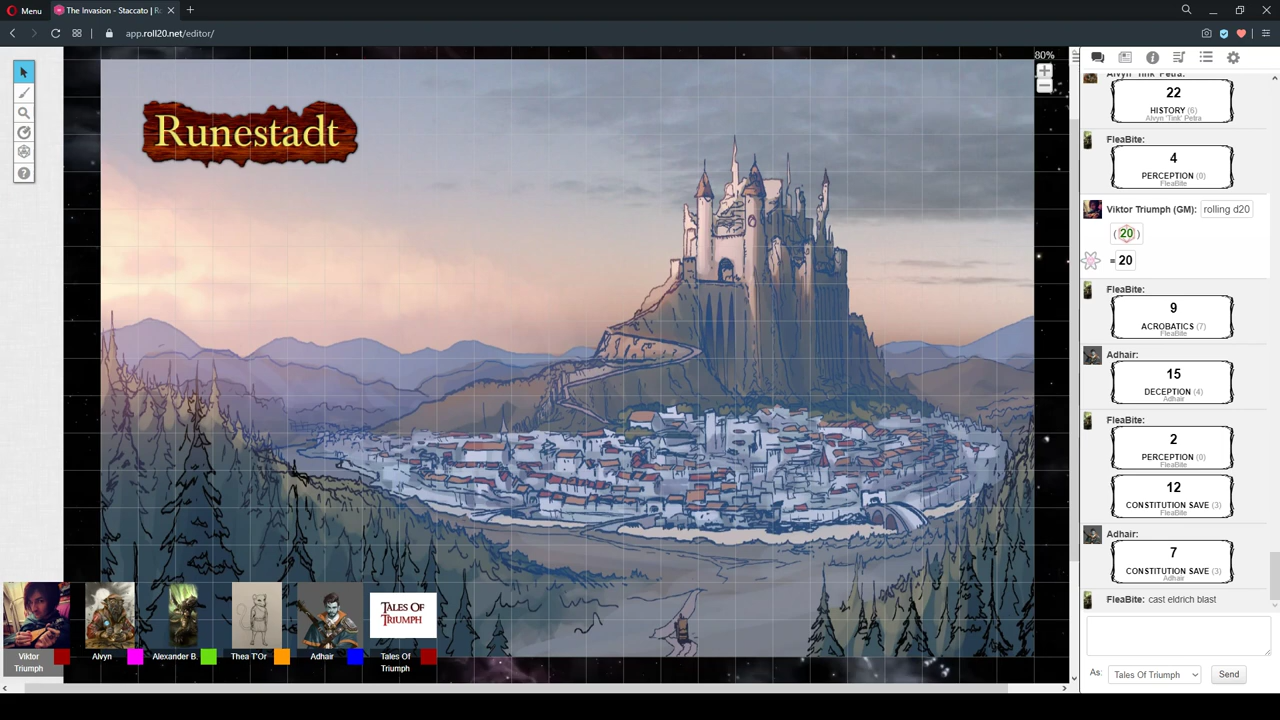 Menu
The Invasion - Staccato | Ro
app.roll20.net/editor/
80%
Runestadt
Alvyn 'Tink' Petra:
22
HISTORY (6)
Alvyn 'Tink' Petra
FleaBite:
4
PERCEPTION (0)
FleaBite
Viktor Triumph (GM): rolling d20
(20)
= 20
FleaBite:
9
ACROBATICS (7)
FleaBite
Adhair:
15
DECEPTION (4)
Adhair
FleaBite:
2
PERCEPTION (0)
FleaBite
12
CONSTITUTION SAVE (3)
FleaBite
Adhair:
7
CONSTITUTION SAVE (3)
Adhair
FleaBite: cast eldrich blast
As: Tales Of Triumph Send
TALES OF
TRIUMPH
Viktor
Triumph
Alvyn
Alexander B.
Thea T'Or
Adhair
Tales Of
Triumph